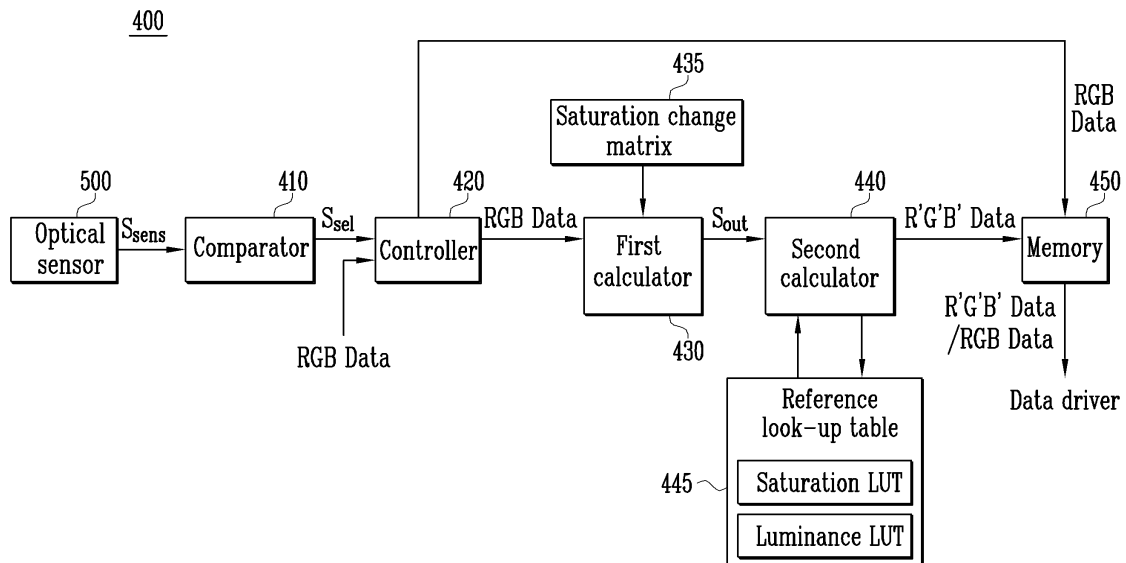 400
435
Saturation change
matrix
RGB
Data
500
410
420
440
450
Optical
sensor
Ssens
Comparator
Ssel
Controller
RGB Data
First
calculator
Sout
Second
calculator
R'G'B' Data
Memory
RGB Data
430
R'G'B' Data
/RGB Data
Data driver
Reference
look-up table
445
Saturation LUT
Luminance LUT